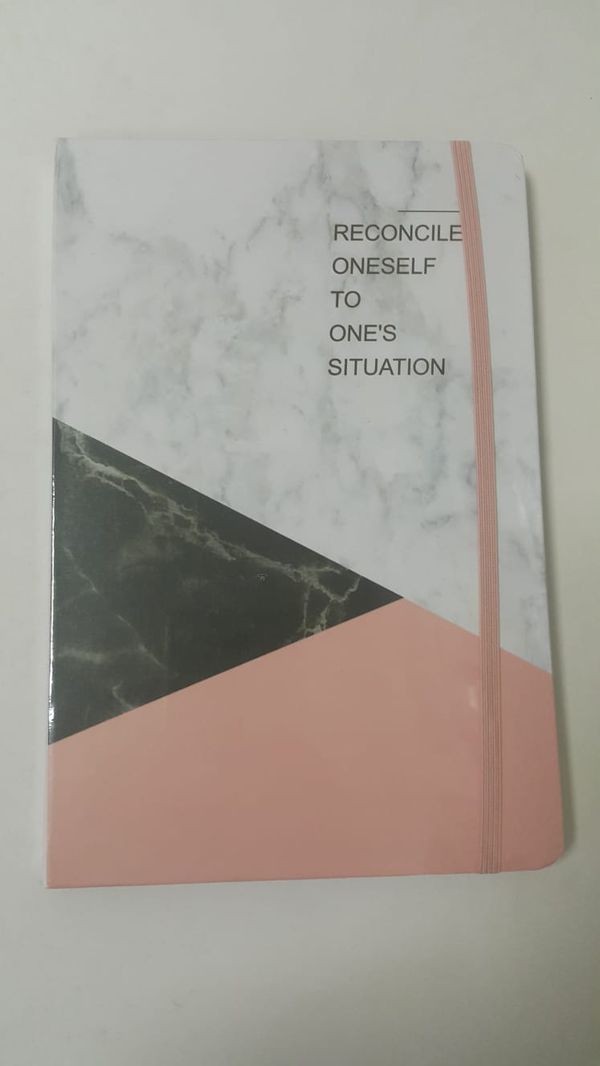 RECONCILE
ONESELF
TO
ONE'S
SITUATION